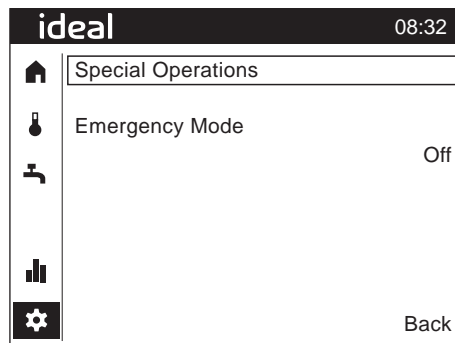 ideal 08:32
Special Operations
Emergency Mode
Off
Back